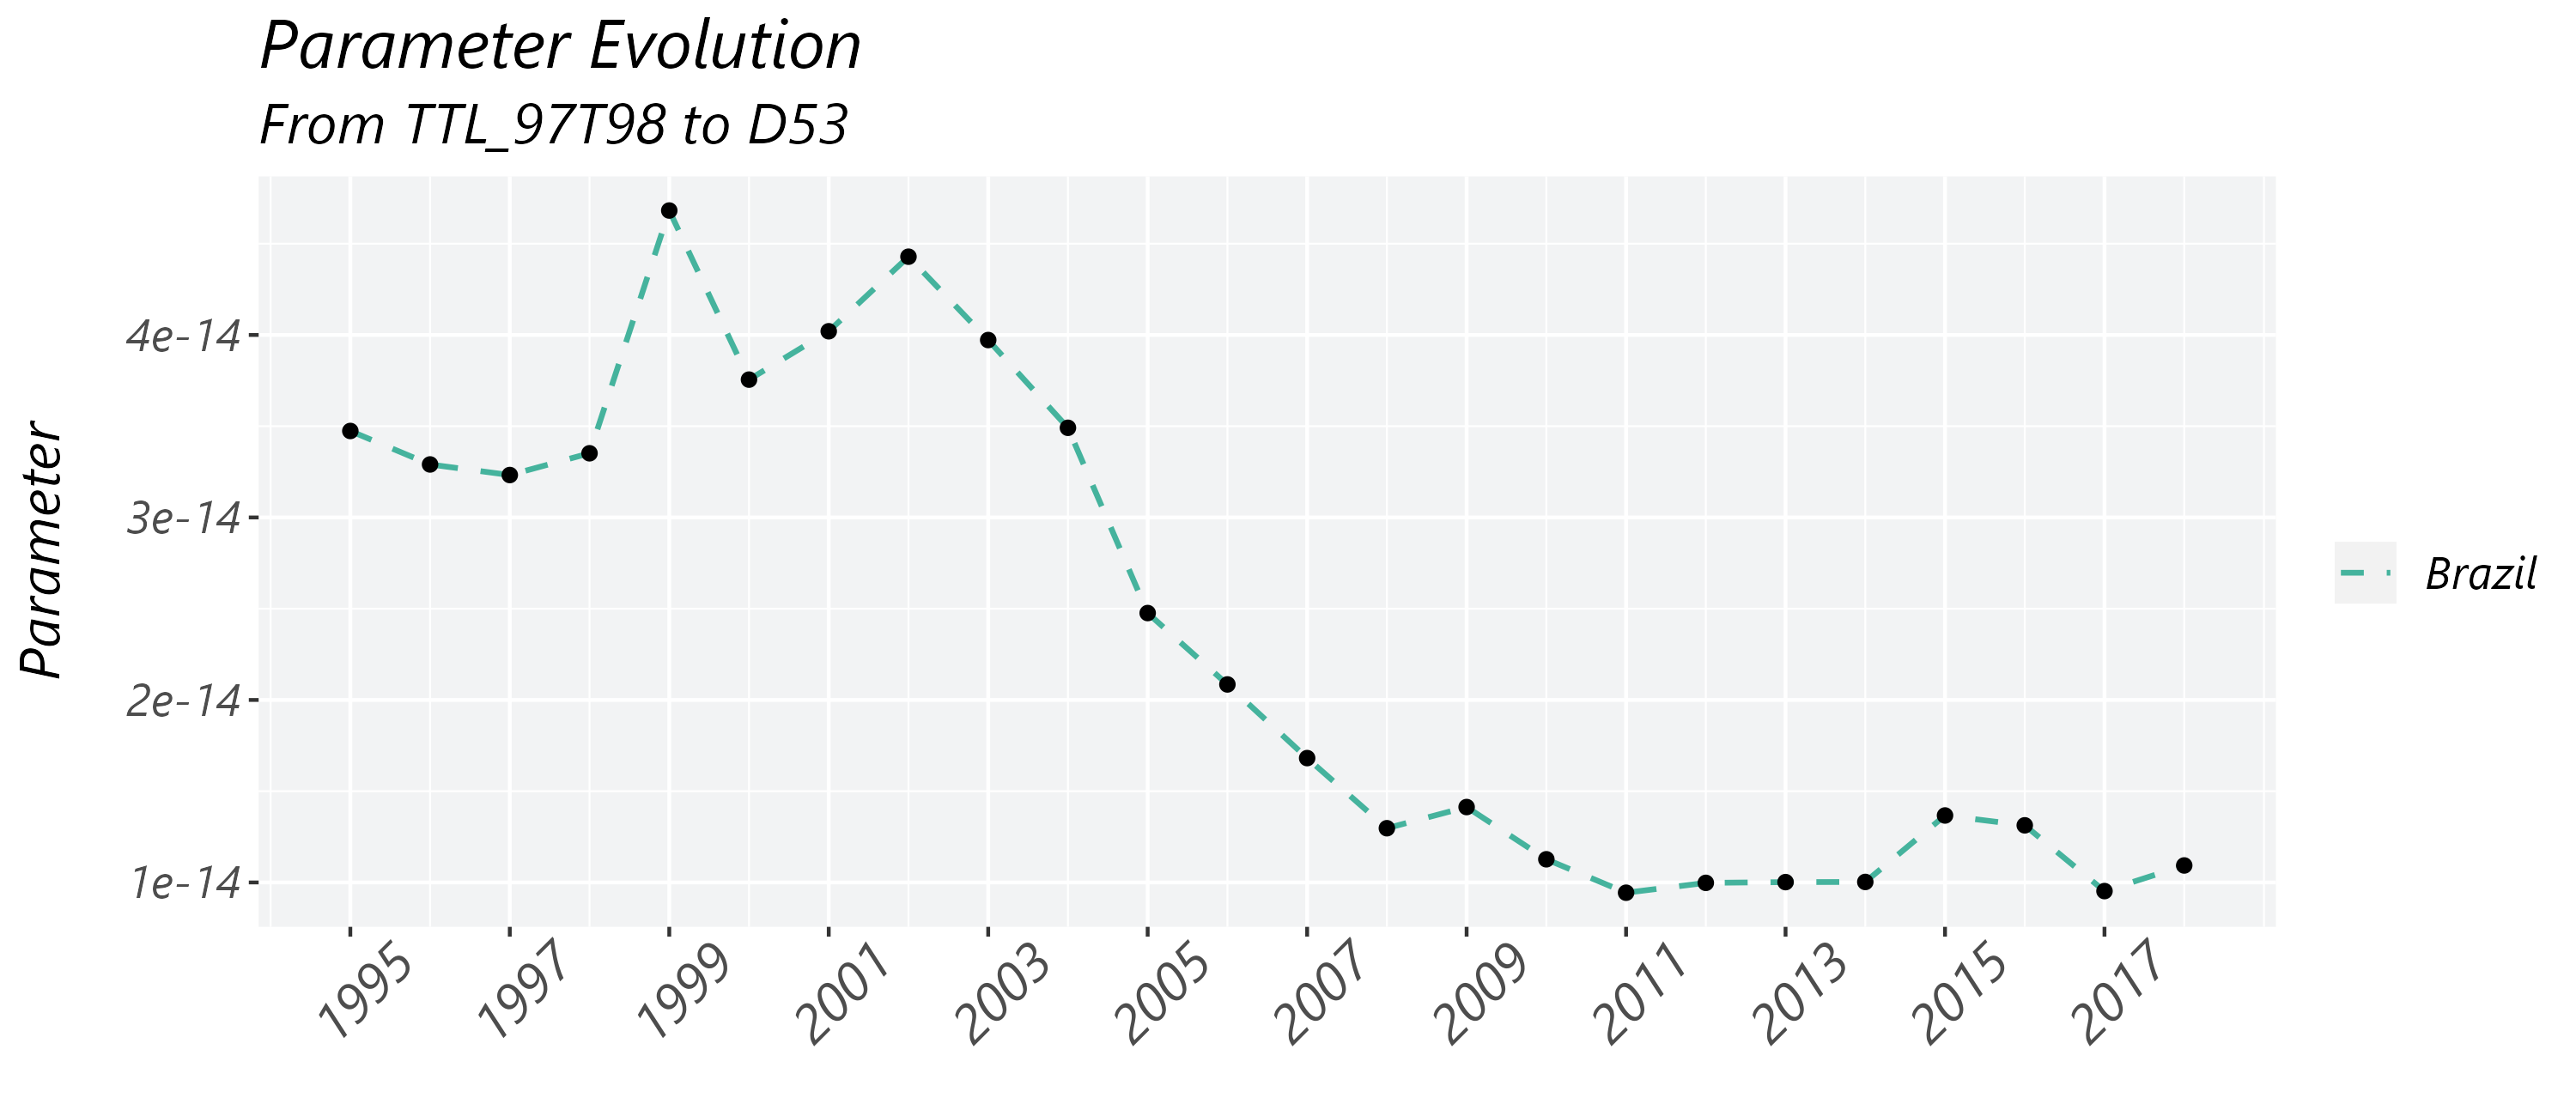 Parameter Evolution
From TTL_97T98 to D53
Parameter
4e-14
3e-14
2e-14
1e-14
1995
1997
1999
2001
2003
2005
2007
2009
2011
2013
2015
2017
Brazil